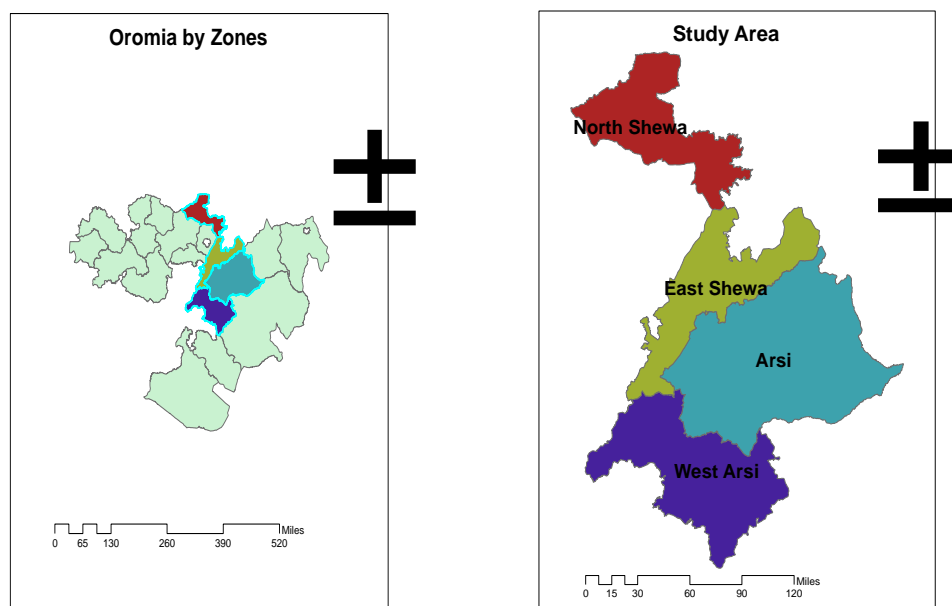 Oromia by Zones
Miles
0 65 130 260 390 520
Study Area
North Shewa
East Shewa
Arsi
West Arsi
Miles
0 15 30 60 90 120